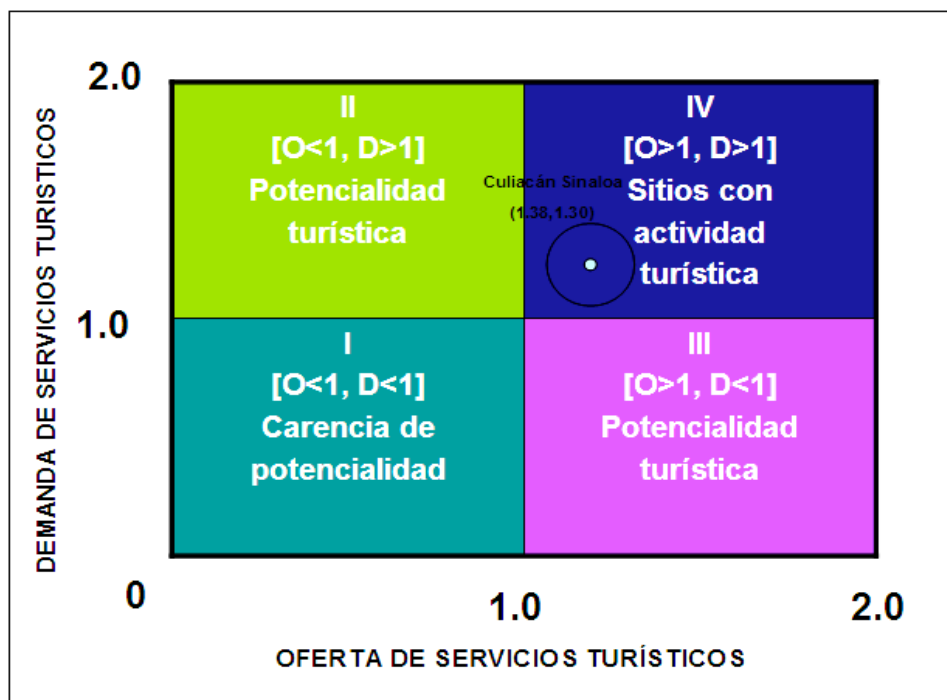 2.0
II
[O<1, D>1]
Potencialidad
turística
IV
[O>1, D>1]
Sitios con
actividad
turística
Culiacán Sinaloa
(1.38,1.30)
DEMANDA DE SERVICIOS TURISTICOS
1.0
I
[O<1, D<1]
Carencia de
potencialidad
III
[O>1, D<1]
Potencialidad
turística
0
1.0
2.0
OFERTA DE SERVICIOS TURÍSTICOS